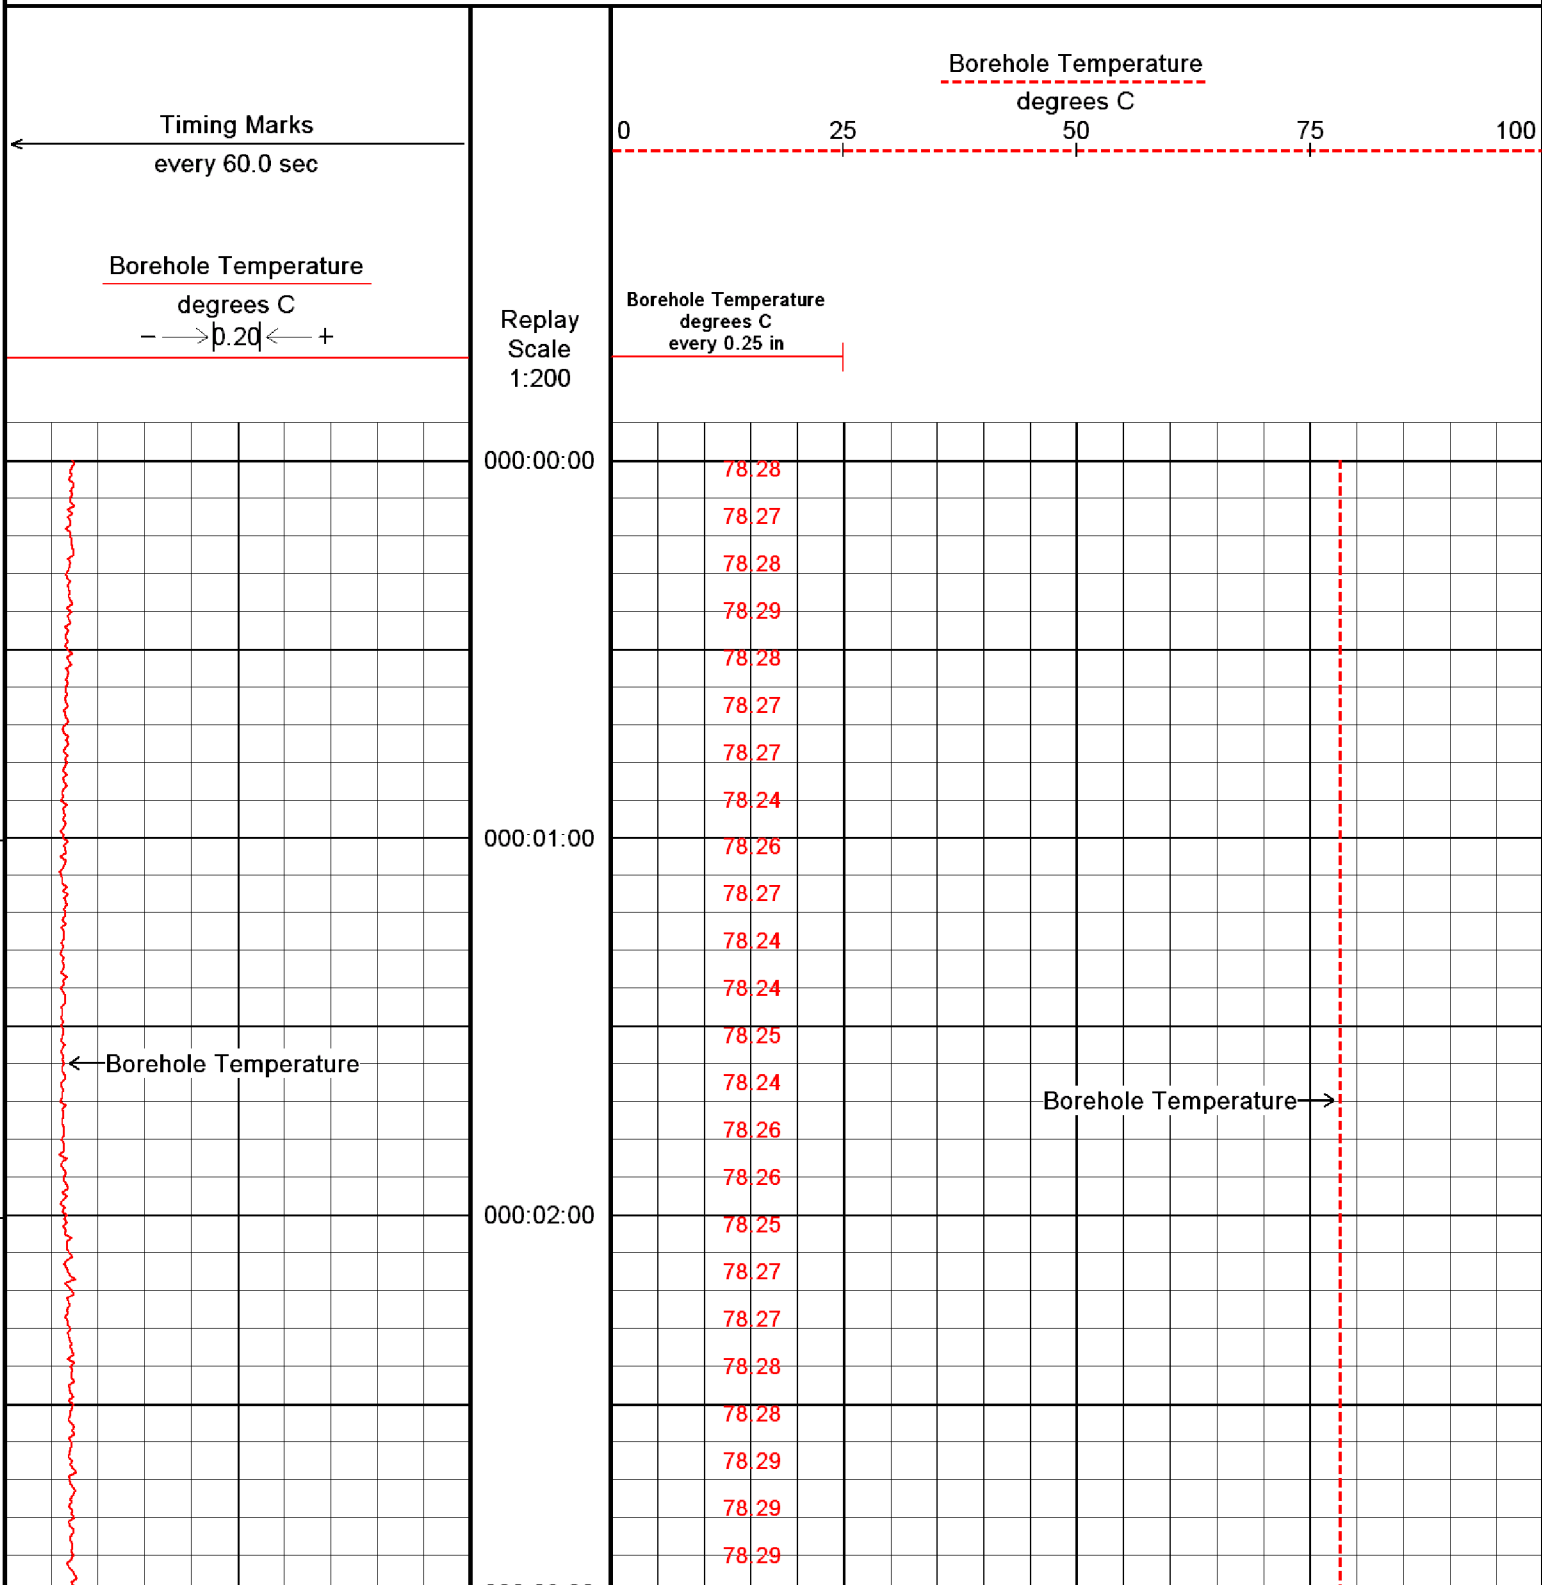 Timing Marks
every 60.0 sec
Borehole Temperature
degrees C
− 0.20 +
Replay
Scale
1:200
Borehole Temperature
degrees C
0 25 50 75 100
Borehole Temperature
degrees C
every 0.25 in
000:00:00
78.28
78.27
78.28
78.29
78.28
78.27
78.27
78.24
000:01:00
78.26
78.27
78.24
78.24
78.25
Borehole Temperature
78.24
Borehole Temperature
78.26
78.26
000:02:00
78.25
78.27
78.27
78.28
78.28
78.29
78.29
78.29